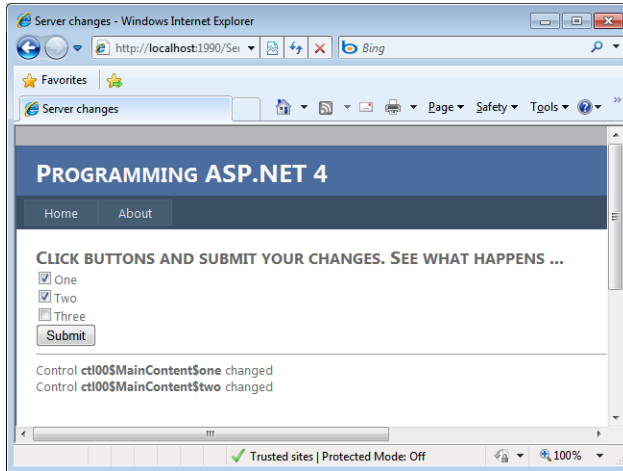 Server changes - Windows Internet Explorer
http://localhost:1990/Ser
Bing
Favorites
Server changes
Page Safety Tools
PROGRAMMING ASP.NET 4
Home About
CLICK BUTTONS AND SUBMIT YOUR CHANGES. SEE WHAT HAPPENS ...
One
Two
Three
Submit
Control ctl00$MainContent$one changed
Control ctl00$MainContent$two changed
Trusted sites | Protected Mode: Off 100%